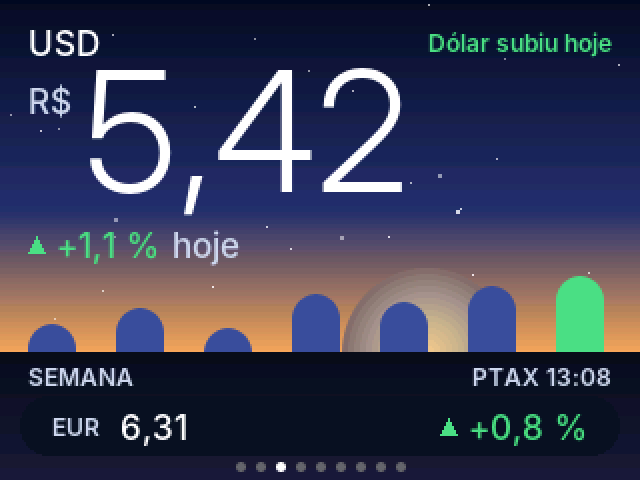 USD
Dólar subiu hoje
R$ 5,42
▲ +1,1 % hoje
SEMANA
PTAX 13:08
EUR 6,31
▲ +0,8 %